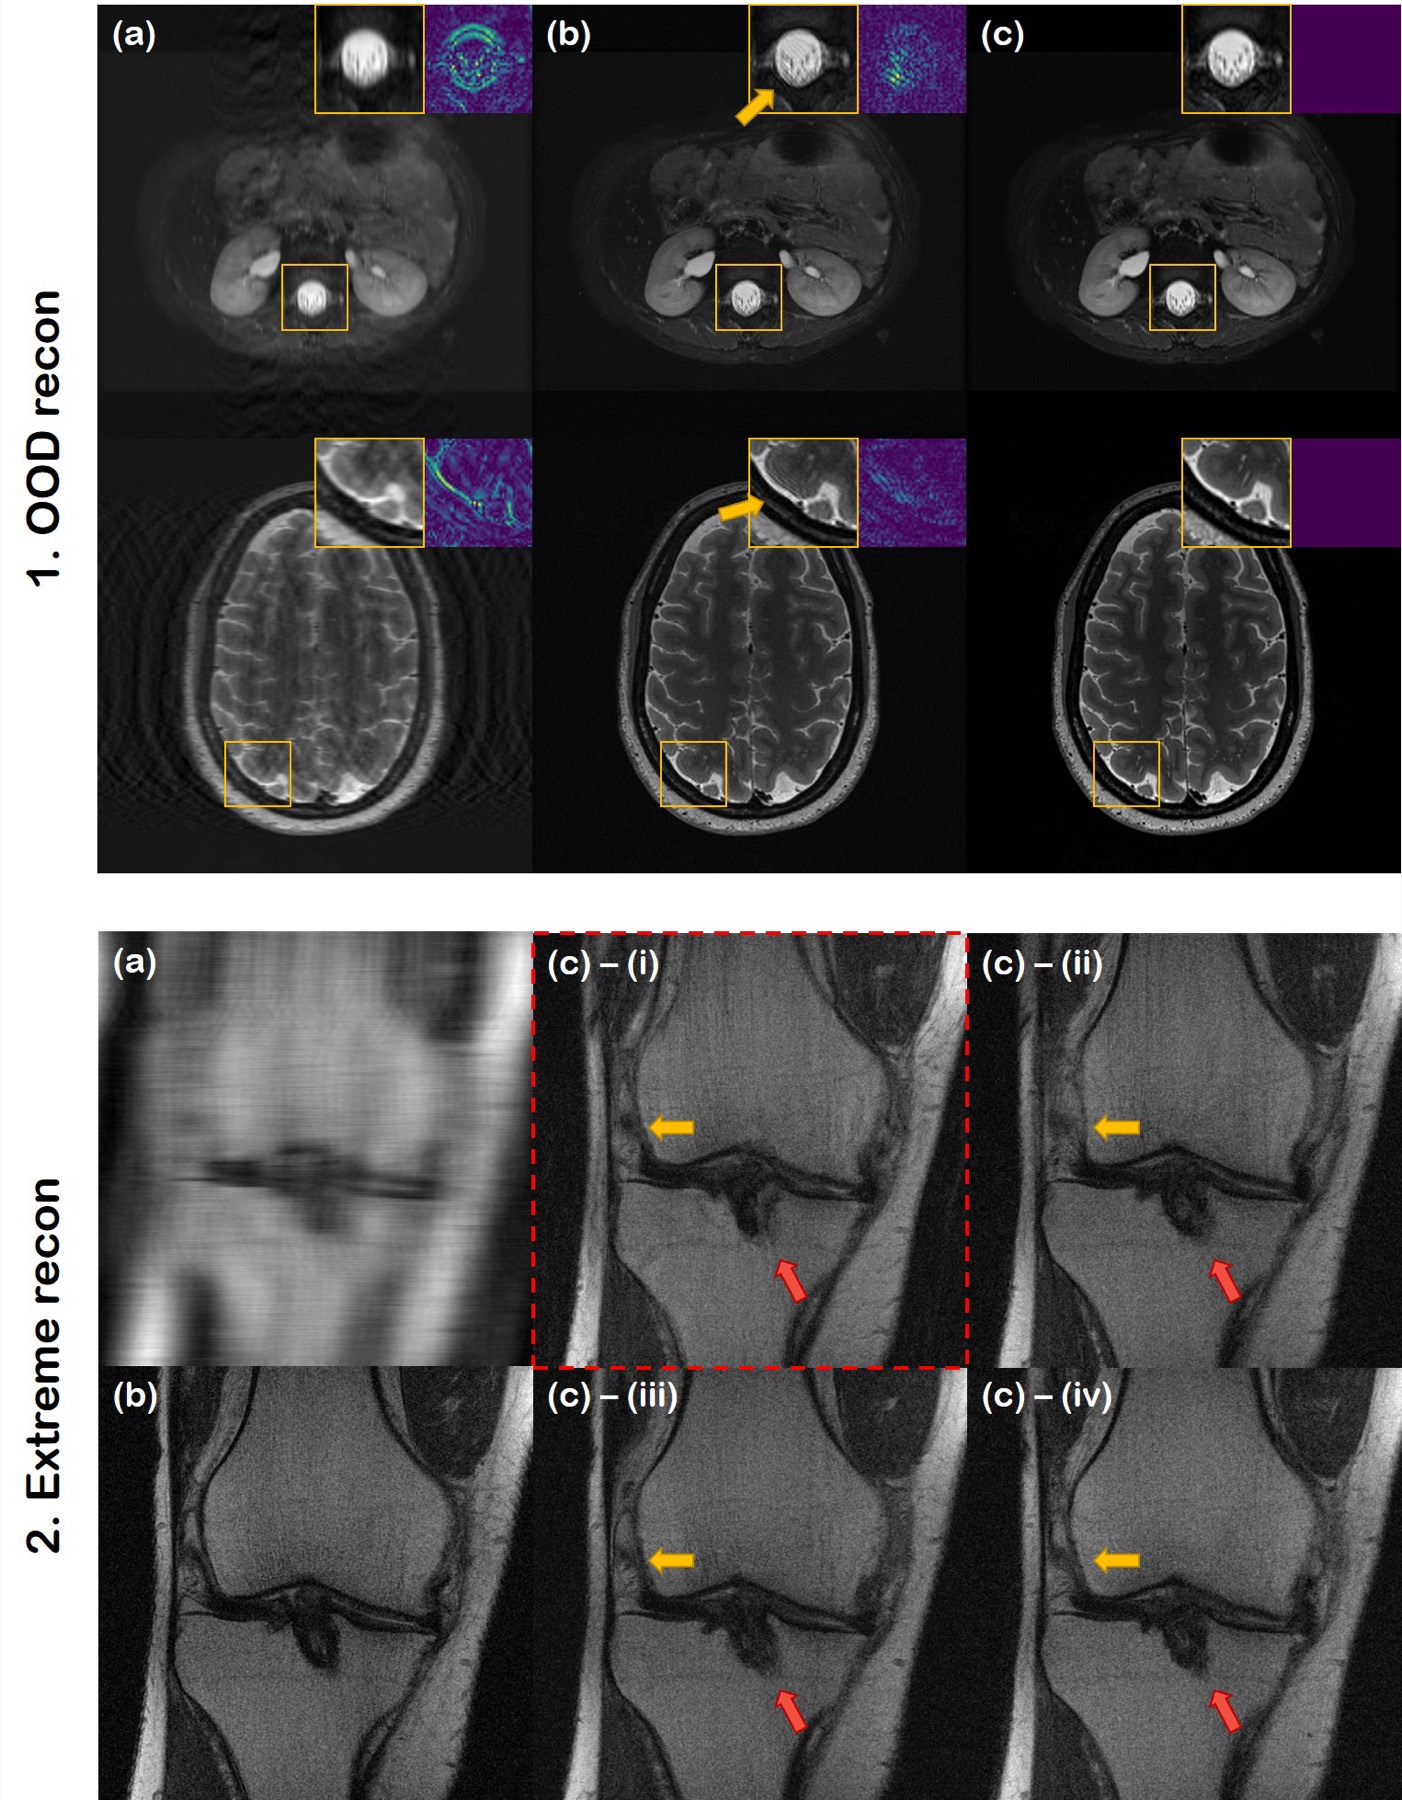 1. OOD recon
(a)
(b)
(c)
2. Extreme recon
(a)
(c) – (i)
(c) – (ii)
(b)
(c) – (iii)
(c) – (iv)